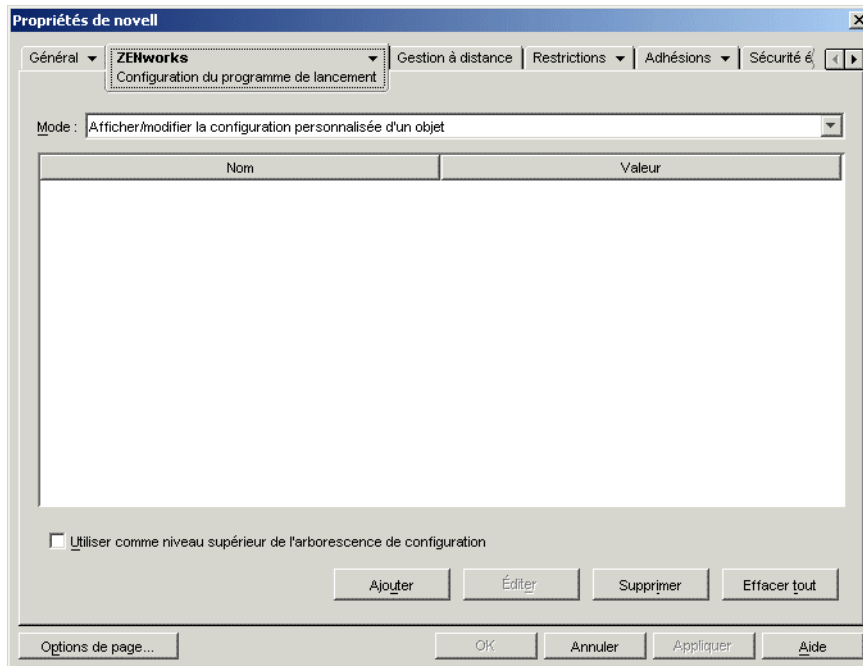 Propriétés de novell
Général
ZENworks
Configuration du programme de lancement
Gestion à distance
Restrictions
Adhésions
Sécurité é
Mode : Afficher/modifier la configuration personnalisée d'un objet
Nom Valeur
Utiliser comme niveau supérieur de l'arborescence de configuration
Ajouter Éditer Supprimer Effacer tout
Options de page... OK Annuler Appliquer Aide